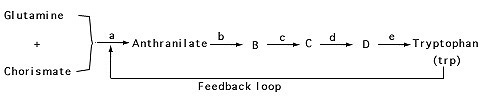 Glutamine
+
Chorismate
a
Anthranilate b B c C d D e Tryptophan
(trp)
Feedback loop